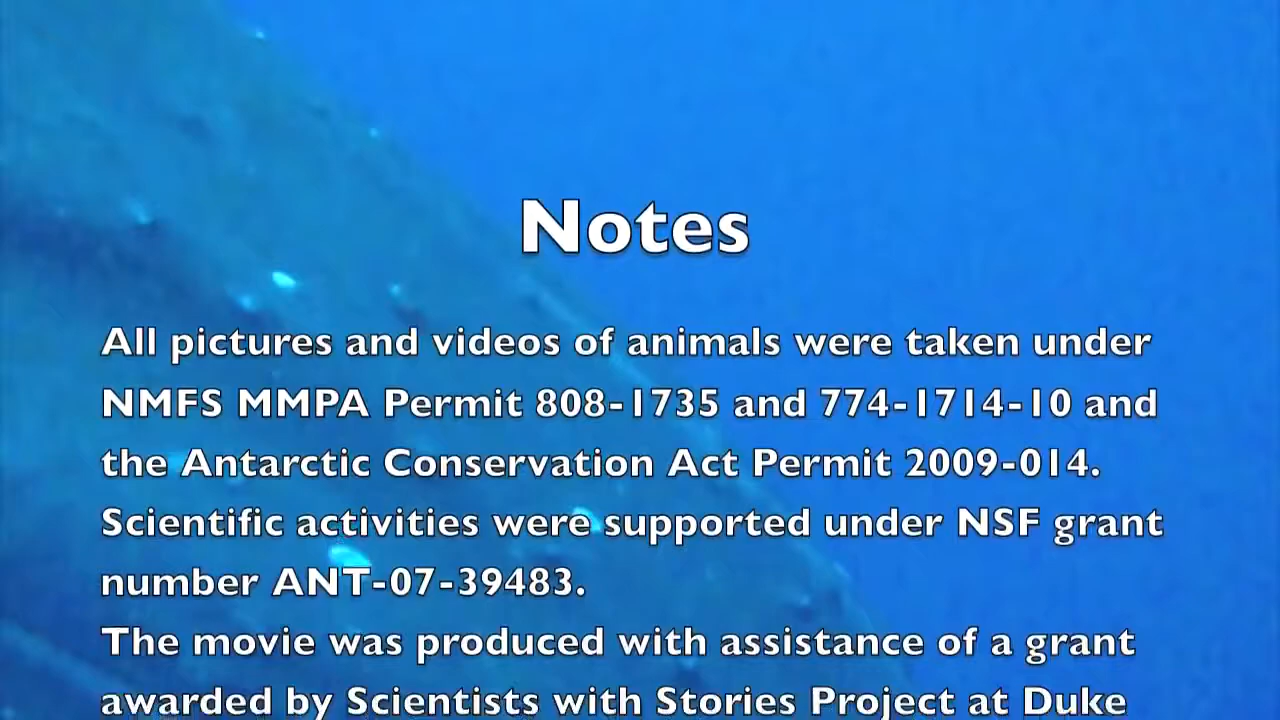 Notes
All pictures and videos of animals were taken under
NMFS MMPA Permit 808-1735 and 774-1714-10 and
the Antarctic Conservation Act Permit 2009-014.
Scientific activities were supported under NSF grant
number ANT-07-39483.
The movie was produced with assistance of a grant
awarded by Scientists with Stories Project at Duke